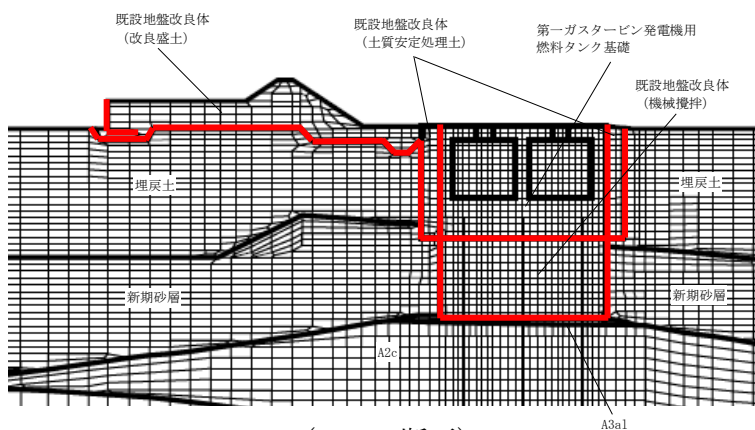 既設地盤改良体
(改良盛土)
既設地盤改良体
(土質安定処理土)
第一ガスタービン発電機用
燃料タンク基礎
既設地盤改良体
(機械攪拌)
埋戻土
埋戻土
新期砂層
新期砂層
A2c
A3a1